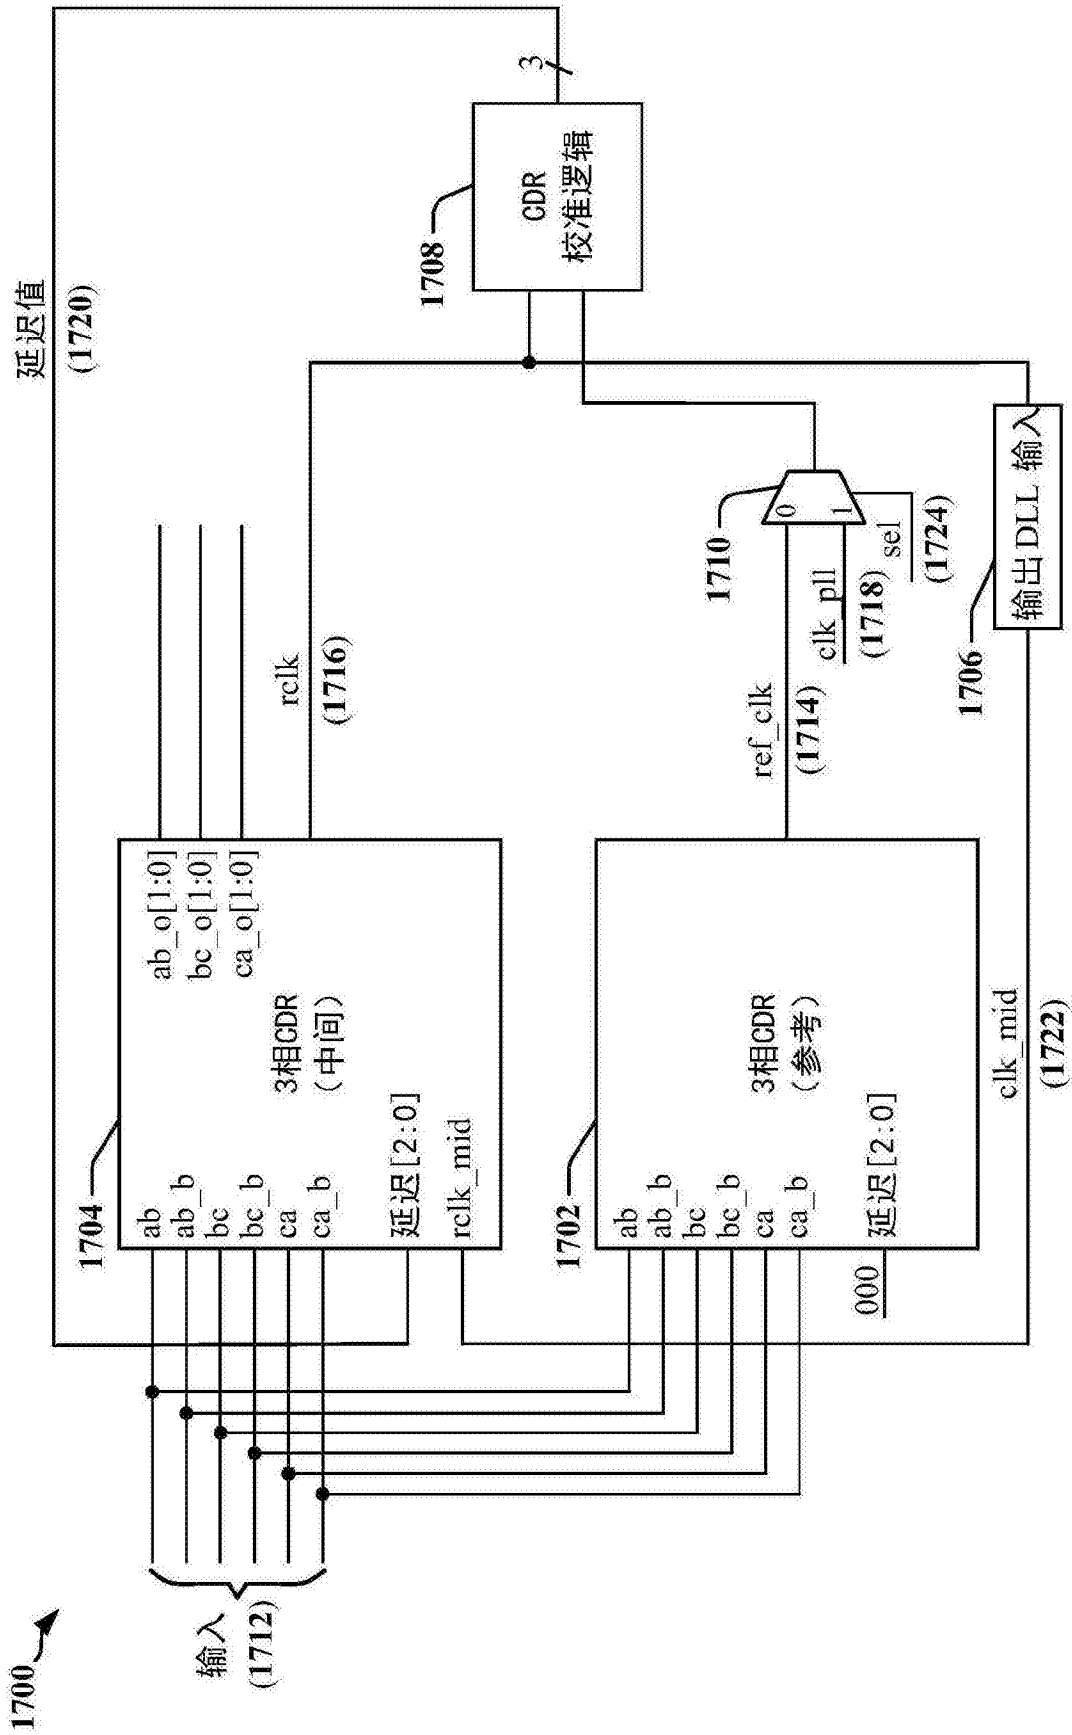 1700
延迟值
(1720)
输入
(1712)
1704
ab
ab_b
bc
bc_b
ca
ca_b
延迟[2:0]
rclk_mid
3相CDR
(中间)
ab_o[1:0]
bc_o[1:0]
ca_o[1:0]
rclk
(1716)
1708
CDR
校准逻辑
3
1702
ab
ab_b
bc
bc_b
ca
ca_b
延迟[2:0]
000
3相CDR
(参考)
ref_clk
(1714)
1710
0
1
clk_pll
(1718)
sel
(1724)
1706
输出DLL 输入
clk_mid
(1722)